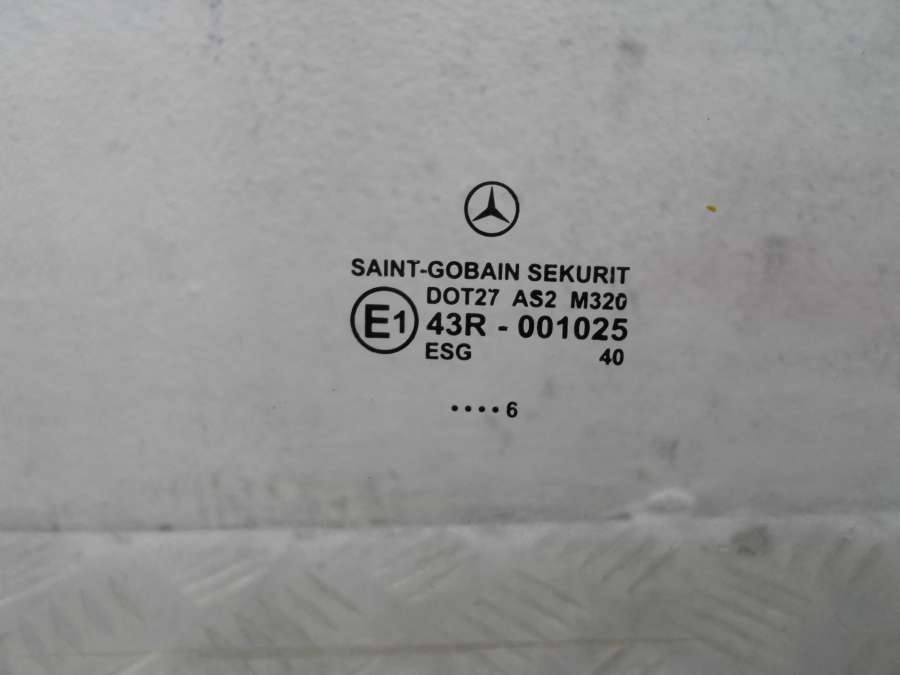 SAINT-GOBAIN SEKURIT
DOT27 AS2 M320
E1 43R - 001025
ESG 40
····6